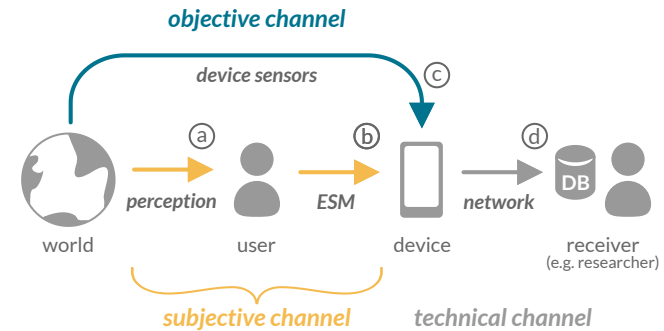 objective channel
device sensors
c
a
b
d
perception
ESM
network
DB
world
user
device
receiver
(e.g. researcher)
subjective channel
technical channel